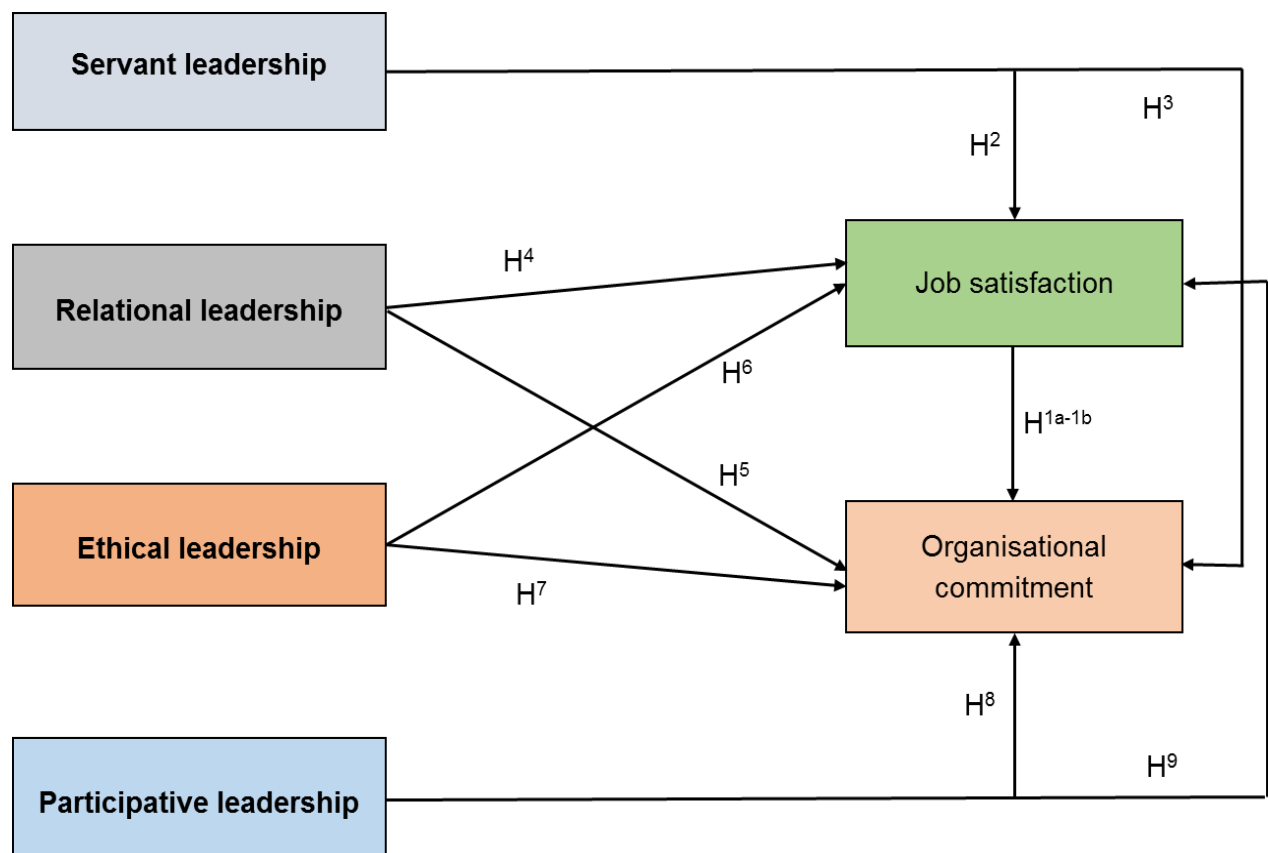 Servant leadership
H³
H²
H⁴
Job satisfaction
Relational leadership
H⁶
H¹ᵃ⁻¹ᵇ
H⁵
Ethical leadership
Organisational
commitment
H⁷
H⁸
H⁹
Participative leadership